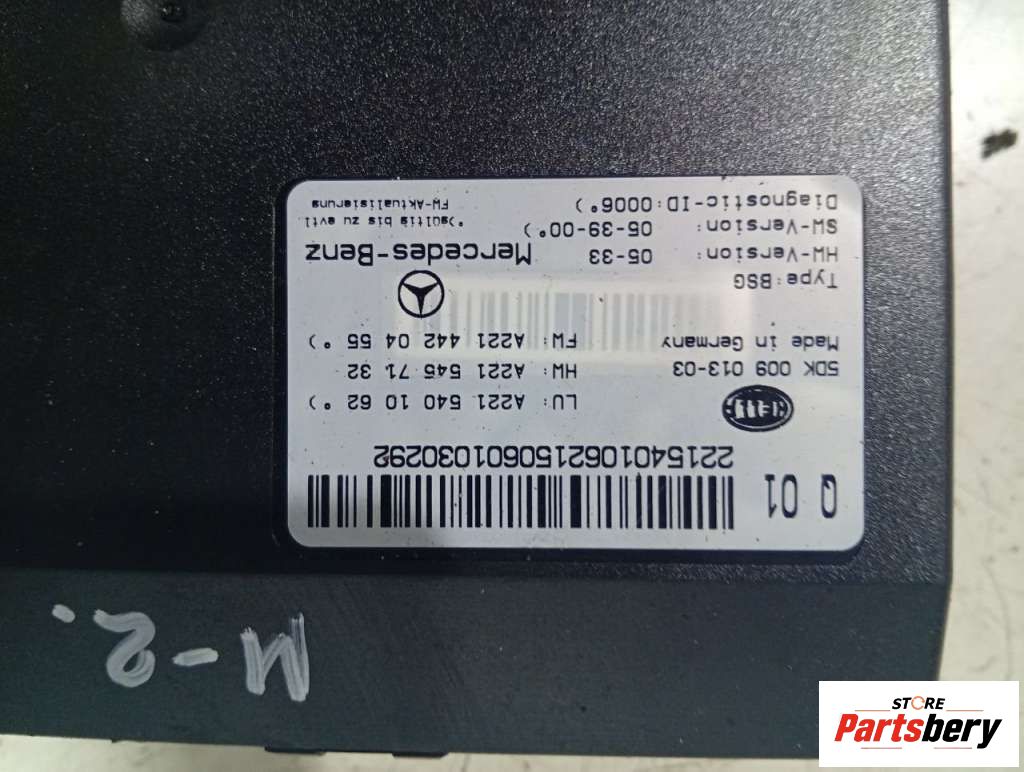 Q 01
22154010621506010302​92
HELLA
5DK 009 013-03
Made in Germany
LU: A221 540 10 62 °)
HW: A221 545 71 32
FW: A221 442 04 55 °)
Type:BSG
HW-Version: 05-33
SW-Version: 05-39-00°)
Diagnostic-ID:0006°)
Mercedes-Benz
°)gültig bis zu evtl
FW-Aktualisierung
M-2.
STORE
Partsbery